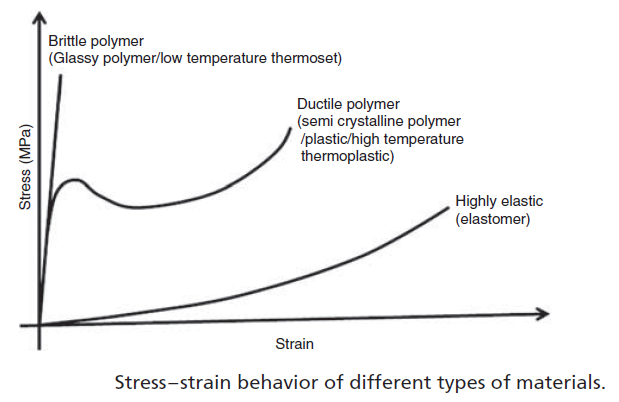 Brittle polymer
(Glassy polymer/low temperature thermoset)
Ductile polymer
(semi crystalline polymer
/plastic/high temperature
thermoplastic)
Highly elastic
(elastomer)
Stress (MPa)
Strain
Stress–strain behavior of different types of materials.